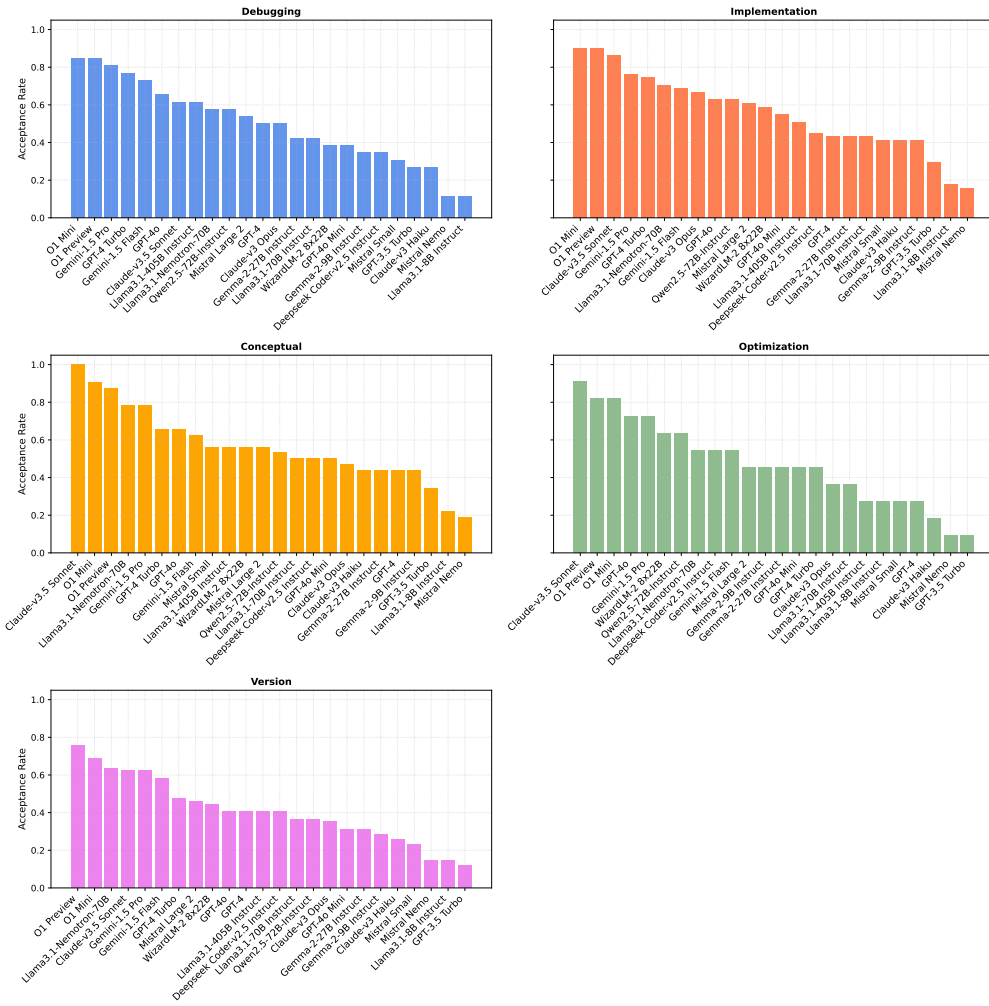 Debugging
Acceptance Rate
1.0
0.8
0.6
0.4
0.2
0.0
O1 Mini
O1 Preview
Gemini-1.5 Pro
GPT-4 Turbo
Gemini-1.5 Flash
GPT-4o
Claude-v3.5 Sonnet
Llama3.1-405B Instruct
Llama3.1-Nemotron-70B
Qwen2.5-72B-Instruct
Mistral Large 2
GPT-4
Claude-v3 Opus
Gemma-2-27B Instruct
Llama3.1-70B Instruct
WizardLM-2 8x22B
GPT-4o Mini
Gemma-2-9B Instruct
Deepseek Coder-v2.5 Instruct
Mistral Small
GPT-3.5 Turbo
Claude-v3 Haiku
Mistral Nemo
Llama3.1-8B Instruct
Implementation
O1 Mini
O1 Preview
Claude-v3.5 Sonnet
Gemini-1.5 Pro
GPT-4 Turbo
Llama3.1-Nemotron-70B
Gemini-1.5 Flash
Claude-v3 Opus
GPT-4o
Qwen2.5-72B-Instruct
Mistral Large 2
WizardLM-2 8x22B
GPT-4o Mini
Llama3.1-405B Instruct
Deepseek Coder-v2.5 Instruct
GPT-4
Gemma-2-27B Instruct
Llama3.1-70B Instruct
Mistral Small
Claude-v3 Haiku
Gemma-2-9B Instruct
GPT-3.5 Turbo
Llama3.1-8B Instruct
Mistral Nemo
Conceptual
Acceptance Rate
1.0
0.8
0.6
0.4
0.2
0.0
Claude-v3.5 Sonnet
O1 Mini
O1 Preview
Llama3.1-Nemotron-70B
Gemini-1.5 Pro
GPT-4 Turbo
GPT-4o
Gemini-1.5 Flash
Mistral Small
Llama3.1-405B Instruct
WizardLM-2 8x22B
Mistral Large 2
Qwen2.5-72B-Instruct
Llama3.1-70B Instruct
Deepseek Coder-v2.5 Instruct
GPT-4o Mini
Claude-v3 Opus
Claude-v3 Haiku
Gemma-2-27B Instruct
GPT-4
Gemma-2-9B Instruct
GPT-3.5 Turbo
Llama3.1-8B Instruct
Mistral Nemo
Optimization
Claude-v3.5 Sonnet
O1 Preview
O1 Mini
GPT-4o
Gemini-1.5 Pro
WizardLM-2 8x22B
Qwen2.5-72B-Instruct
Llama3.1-Nemotron-70B
Deepseek Coder-v2.5 Instruct
Gemini-1.5 Flash
Mistral Large 2
Gemma-2-9B Instruct
Gemma-2-27B Instruct
GPT-4o Mini
GPT-4 Turbo
Claude-v3 Opus
Llama3.1-70B Instruct
Llama3.1-405B Instruct
Llama3.1-8B Instruct
Mistral Small
GPT-4
Claude-v3 Haiku
Mistral Nemo
GPT-3.5 Turbo
Version
Acceptance Rate
1.0
0.8
0.6
0.4
0.2
0.0
O1 Preview
O1 Mini
Llama3.1-Nemotron-70B
Claude-v3.5 Sonnet
Gemini-1.5 Pro
Gemini-1.5 Flash
GPT-4 Turbo
Mistral Large 2
WizardLM-2 8x22B
GPT-4o
GPT-4
Llama3.1-405B Instruct
Deepseek Coder-v2.5 Instruct
Llama3.1-70B Instruct
Qwen2.5-72B-Instruct
Claude-v3 Opus
GPT-4o Mini
Gemma-2-27B Instruct
Gemma-2-9B Instruct
Claude-v3 Haiku
Mistral Small
Mistral Nemo
Llama3.1-8B Instruct
GPT-3.5 Turbo